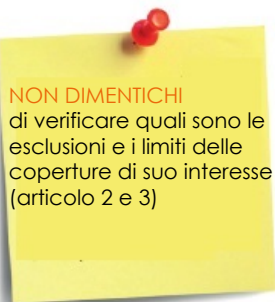 NON DIMENTICHI
di verificare quali sono le
esclusioni e i limiti delle
coperture di suo interesse
(articolo 2 e 3)